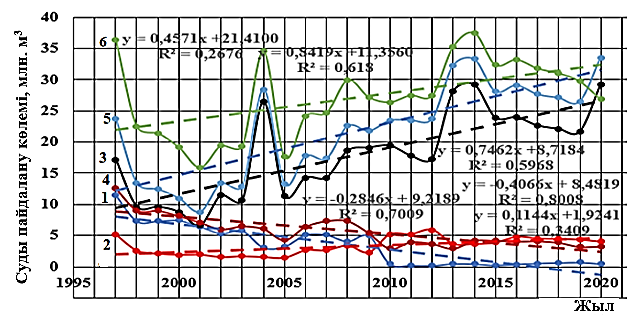 Суды пайдалану көлемі, млн. м³
40
35
30
25
20
15
10
5
0
6
5
3
4
1
2
y = 0,4571x +21,4100
R² = 0,2676
y = 0,8419x + 11,3560
R² = 0,618
y = 0,7462x + 8,7184
R² = 0,5968
y = -0,2846x + 9,2189
R² = 0,7009
y = -0,4066x + 8,4819
R² = 0,8008
y = 0,1144x +1,9241
R² = 0,3409
1995 2000 2005 2010 2015 2020
Жыл